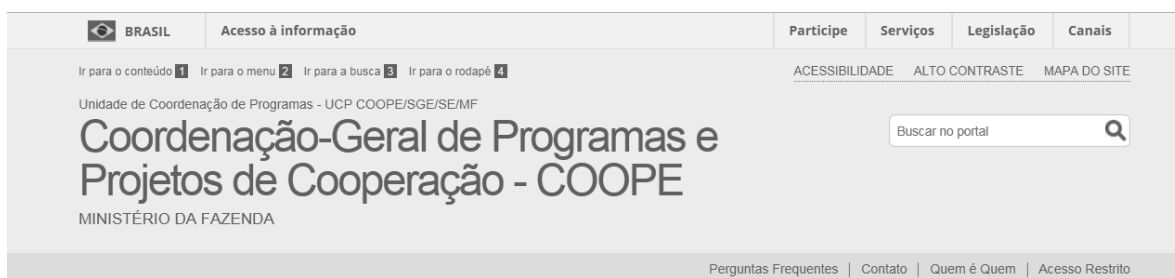 BRASIL Acesso à informação Participe Serviços Legislação Canais
Ir para o conteúdo 1 Ir para o menu 2 Ir para a busca 3 Ir para o rodapé 4 ACESSIBILIDADE ALTO CONTRASTE MAPA DO SITE
Unidade de Coordenação de Programas - UCP COOPE/SGE/SE/MF
Coordenação-Geral de Programas e
Projetos de Cooperação - COOPE
Buscar no portal
MINISTÉRIO DA FAZENDA
Perguntas Frequentes | Contato | Quem é Quem | Acesso Restrito